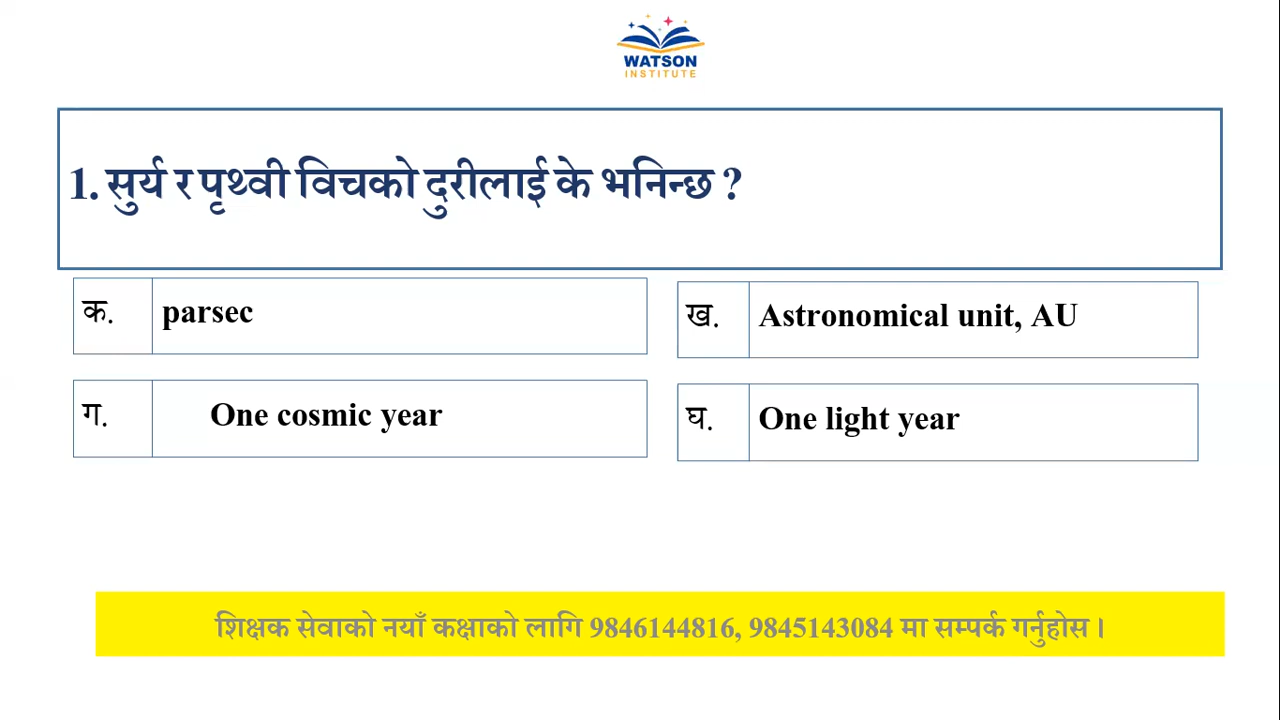 WATSON
INSTITUTE
1. सुर्य र पृथ्वी विचको दुरीलाई के भनिन्छ ?
क. parsec
ख. Astronomical unit, AU
ग. One cosmic year
घ. One light year
शिक्षक सेवाको नयाँ कक्षाको लागि 9846144816, 9845143084 मा सम्पर्क गर्नुहोस ।